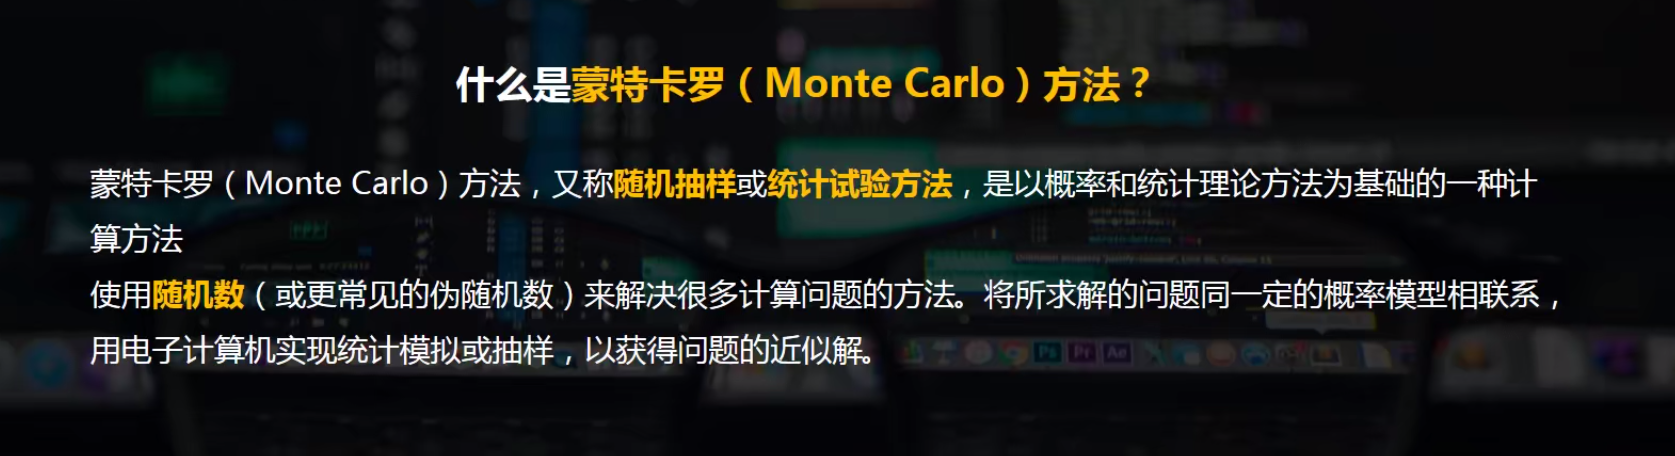 什么是蒙特卡罗（Monte Carlo）方法？
蒙特卡罗（Monte Carlo）方法，又称随机抽样或统计试验方法，是以概率和统计理论方法为基础的一种计
算方法
使用随机数（或更常见的伪随机数）来解决很多计算问题的方法。将所求解的问题同一定的概率模型相联系，
用电子计算机实现统计模拟或抽样，以获得问题的近似解。
Ps Pr Ae